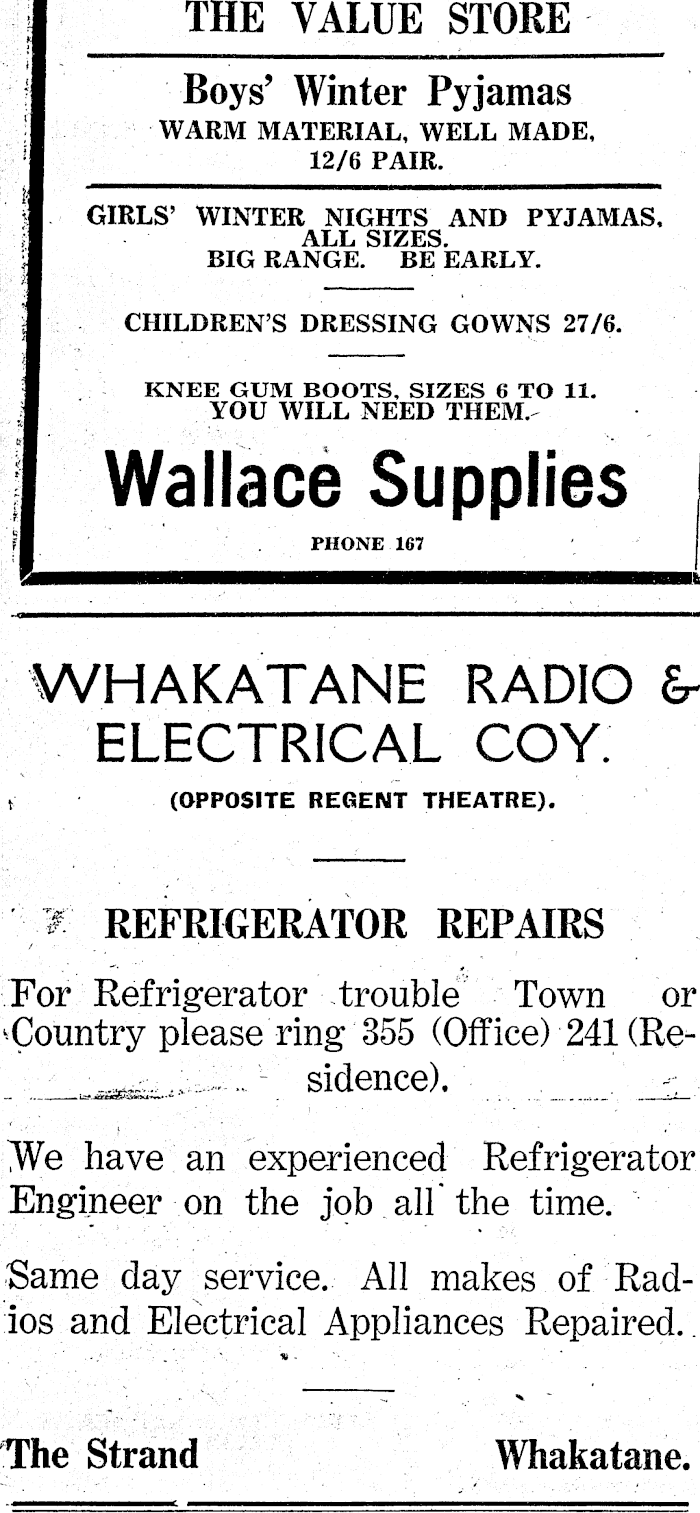 THE VALUE STORE
Boys' Winter Pyjamas
WARM MATERIAL, WELL MADE,
12/6 PAIR.
GIRLS' WINTER NIGHTS AND PYJAMAS,
ALL SIZES.
BIG RANGE. BE EARLY.
CHILDREN'S DRESSING GOWNS 27/6.
KNEE GUM BOOTS, SIZES 6 TO 11.
YOU WILL NEED THEM.
Wallace Supplies
PHONE 167
WHAKATANE RADIO &
ELECTRICAL COY.
(OPPOSITE REGENT THEATRE).
REFRIGERATOR REPAIRS
For Refrigerator trouble Town or
Country please ring 355 (Office) 241 (Re-
sidence).
We have an experienced Refrigerator
Engineer on the job all the time.
Same day service. All makes of Rad-
ios and Electrical Appliances Repaired.
The Strand Whakatane.